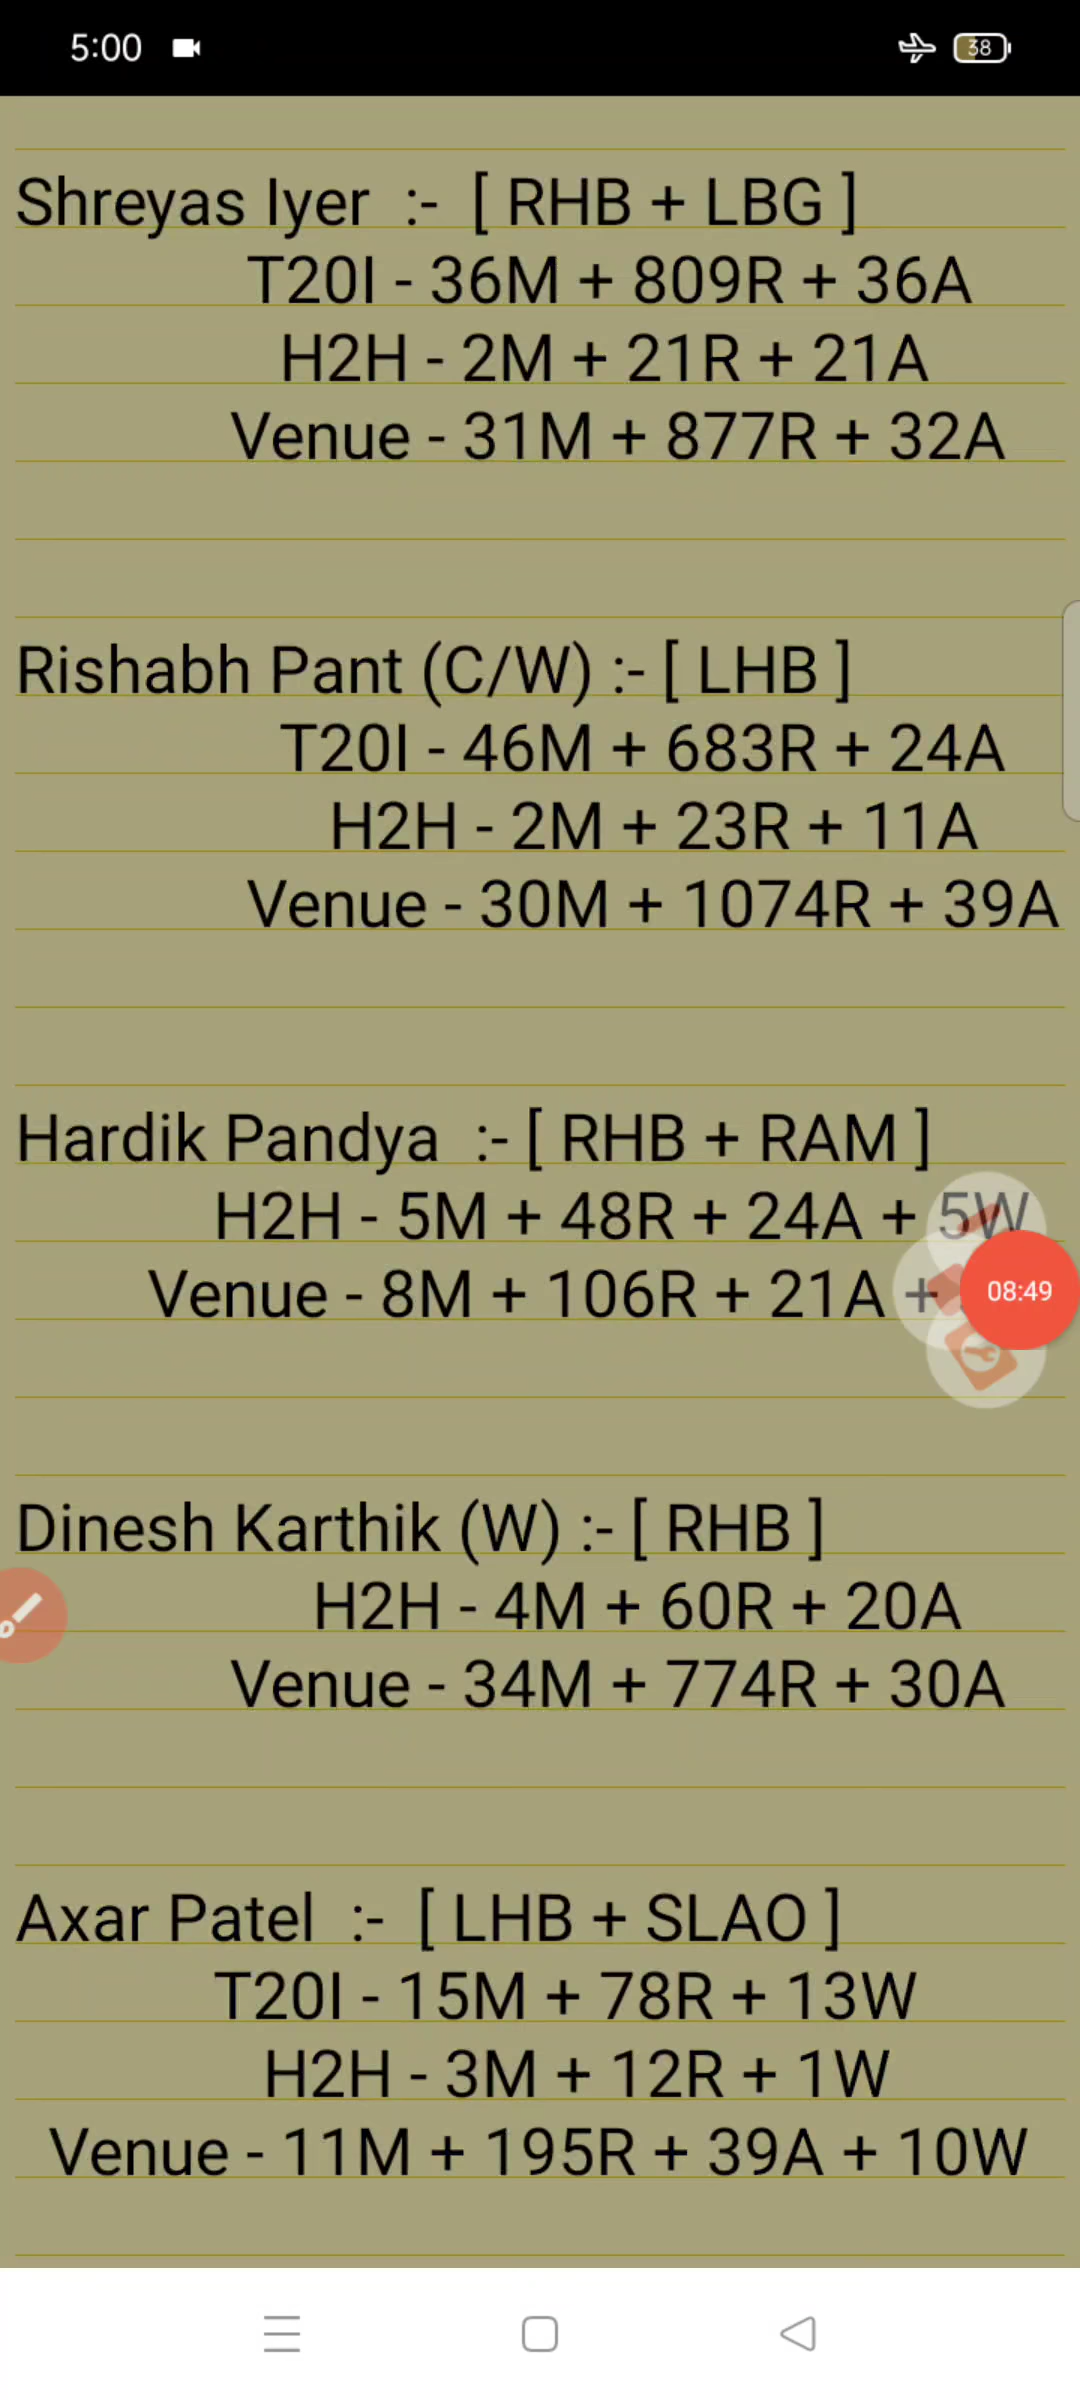 5:00
38
Shreyas Iyer :- [ RHB + LBG ]
T20I - 36M + 809R + 36A
H2H - 2M + 21R + 21A
Venue - 31M + 877R + 32A
Rishabh Pant (C/W) :- [ LHB ]
T20I - 46M + 683R + 24A
H2H - 2M + 23R + 11A
Venue - 30M + 1074R + 39A
Hardik Pandya :- [ RHB + RAM ]
H2H - 5M + 48R + 24A + 5W
Venue - 8M + 106R + 21A +
08:49
Dinesh Karthik (W) :- [ RHB ]
H2H - 4M + 60R + 20A
Venue - 34M + 774R + 30A
Axar Patel :- [ LHB + SLAO ]
T20I - 15M + 78R + 13W
H2H - 3M + 12R + 1W
Venue - 11M + 195R + 39A + 10W